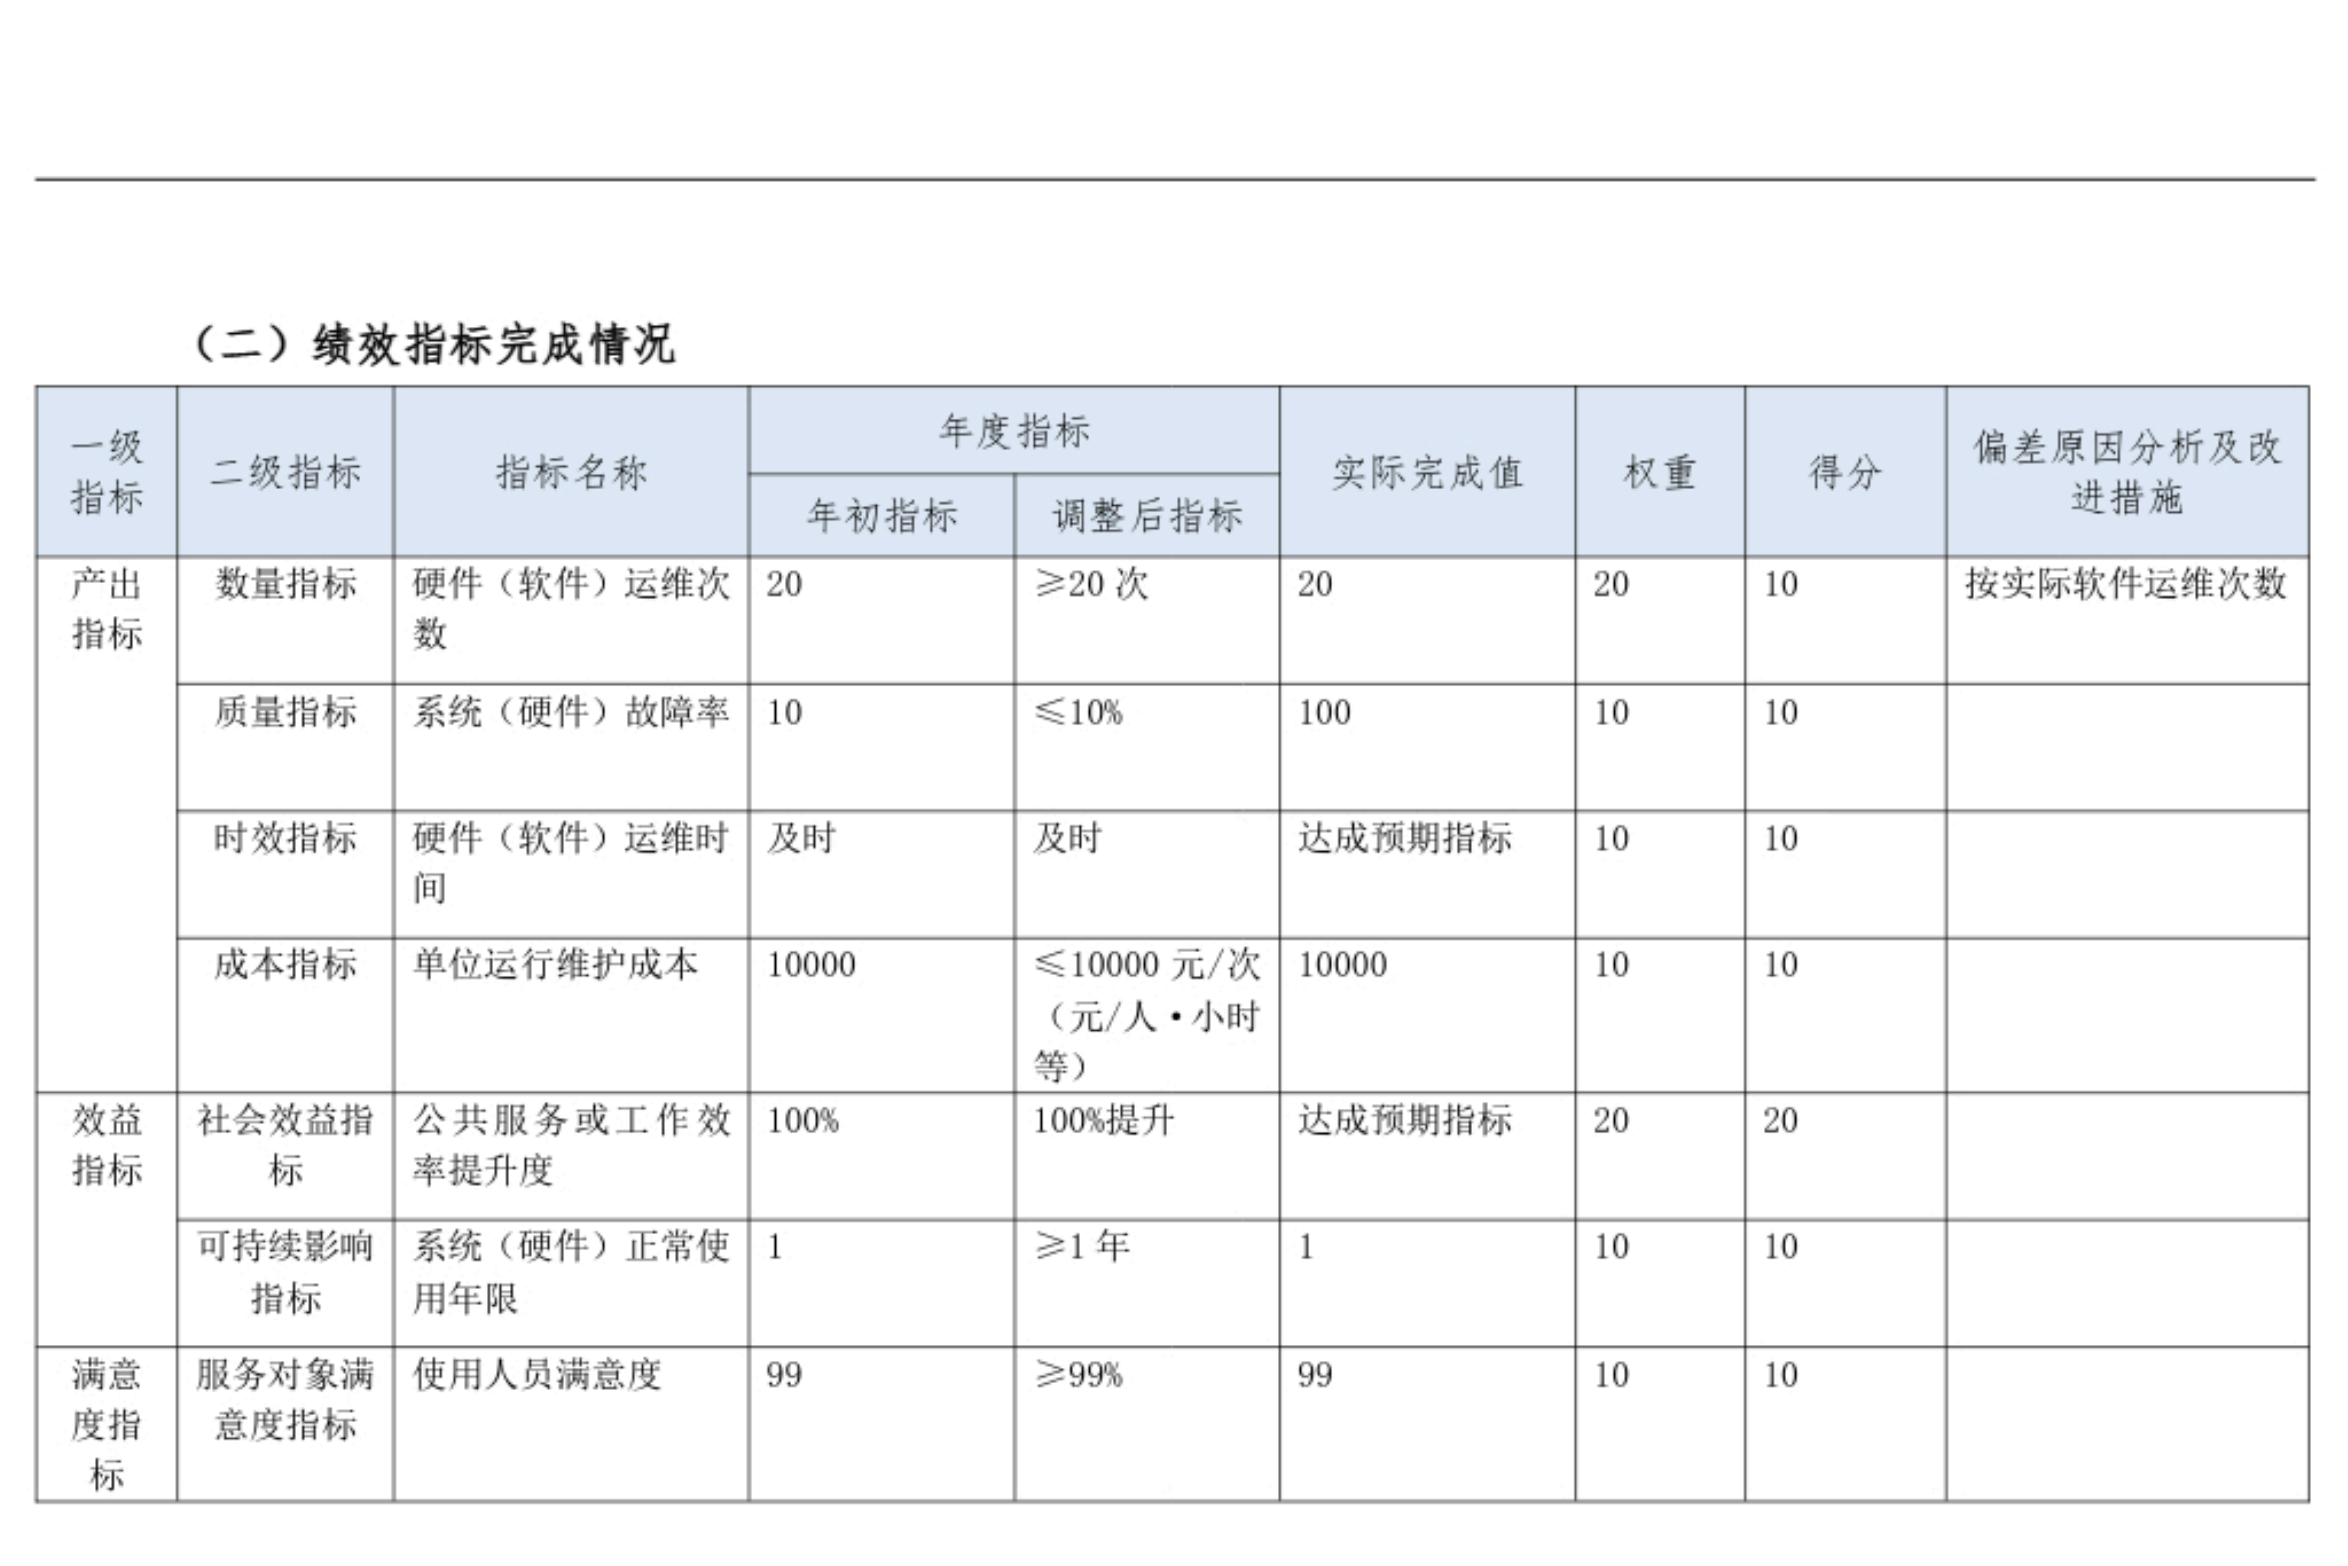 （二）绩效指标完成情况
一级
指标
二级指标
指标名称
年度指标
年初指标
调整后指标
实际完成值
权重
得分
偏差原因分析及改
进措施
产出
指标
数量指标
硬件（软件）运维次
数
20
≥20 次
20
20
10
按实际软件运维次数
质量指标
系统（硬件）故障率
10
≤10%
100
10
10
时效指标
硬件（软件）运维时
间
及时
及时
达成预期指标
10
10
成本指标
单位运行维护成本
10000
≤10000 元/次
（元/人·小时
等）
10000
10
10
效益
指标
社会效益指
标
公共服务或工作效
率提升度
100%
100%提升
达成预期指标
20
20
可持续影响
指标
系统（硬件）正常使
用年限
1
≥1 年
1
10
10
满意
度指
标
服务对象满
意度指标
使用人员满意度
99
≥99%
99
10
10